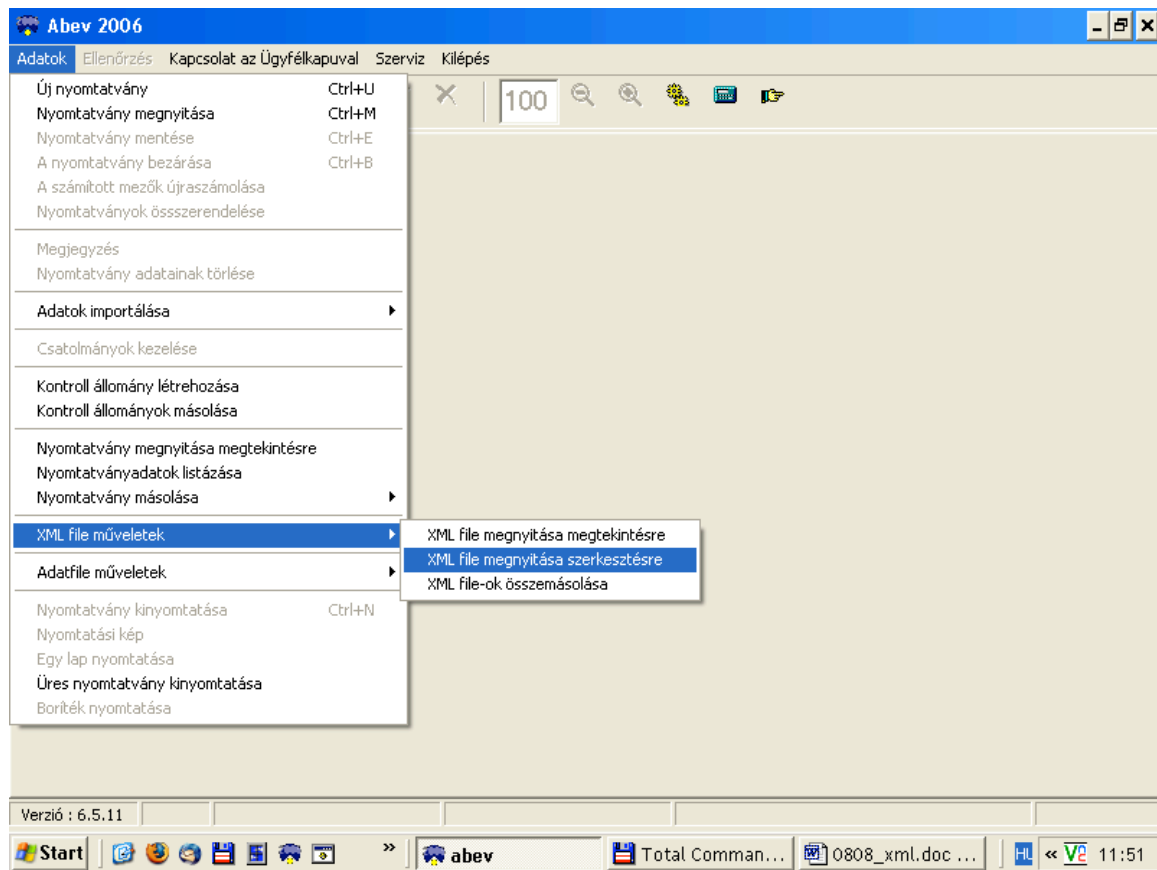 Abev 2006
Adatok Ellenőrzés Kapcsolat az Ügyfélkapuval Szerviz Kilépés
100
Új nyomtatvány Ctrl+U
Nyomtatvány megnyitása Ctrl+M
Nyomtatvány mentése Ctrl+E
A nyomtatvány bezárása Ctrl+B
A számított mezők újraszámolása
Nyomtatványok össszerendelése
Megjegyzés
Nyomtatvány adatainak törlése
Adatok importálása
Csatolmányok kezelése
Kontroll állomány létrehozása
Kontroll állományok másolása
Nyomtatvány megnyitása megtekintésre
Nyomtatványadatok listázása
Nyomtatvány másolása
XML file műveletek
XML file megnyitása megtekintésre
XML file megnyitása szerkesztésre
XML file-ok összemásolása
Adatfile műveletek
Nyomtatvány kinyomtatása Ctrl+N
Nyomtatási kép
Egy lap nyomtatása
Üres nyomtatvány kinyomtatása
Boríték nyomtatása
Verzió : 6.5.11
Start » abev Total Comman... 0808_xml.doc ... HU « 11:51